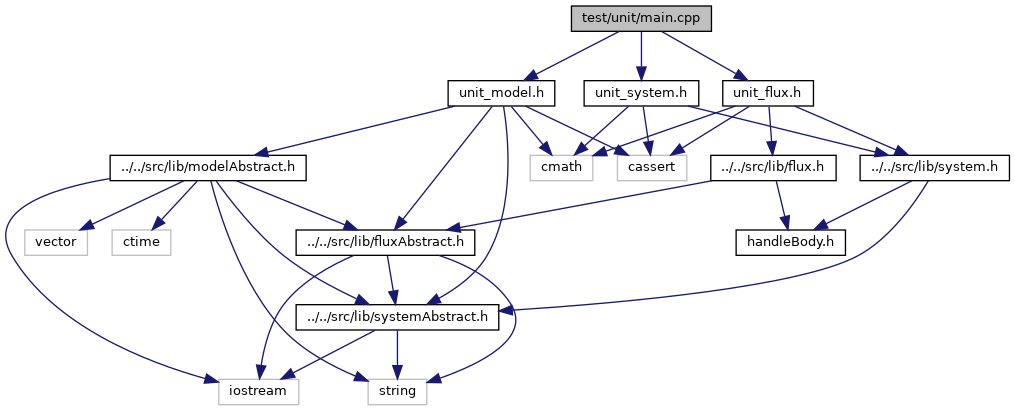 test/unit/main.cpp
unit_model.h
unit_system.h
unit_flux.h
../../src/lib/modelAbstract.h
cmath
cassert
../../src/lib/flux.h
../../src/lib/system.h
vector
ctime
../../src/lib/fluxAbstract.h
handleBody.h
../../src/lib/systemAbstract.h
iostream
string